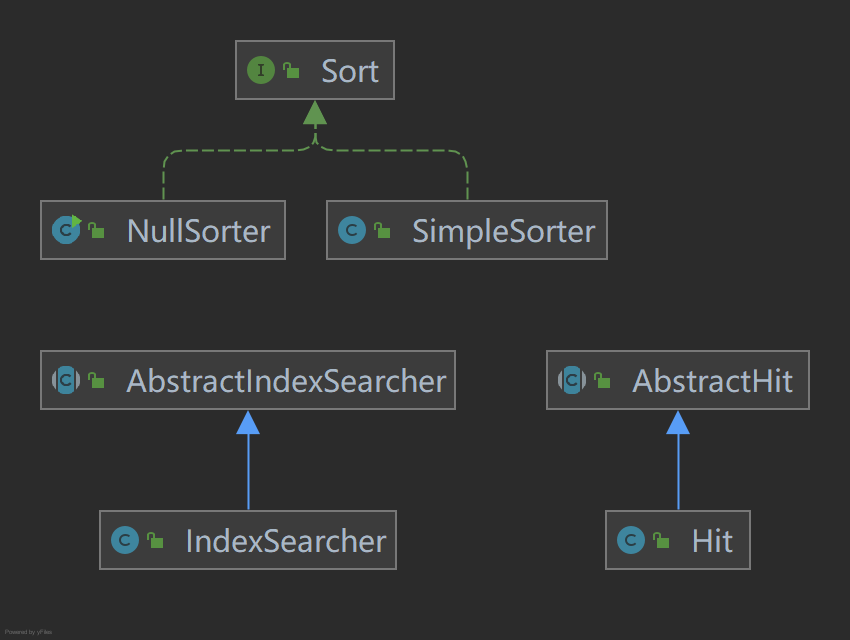 Sort
NullSorter
SimpleSorter
AbstractIndexSearcher
AbstractHit
IndexSearcher
Hit
Powered by yFiles